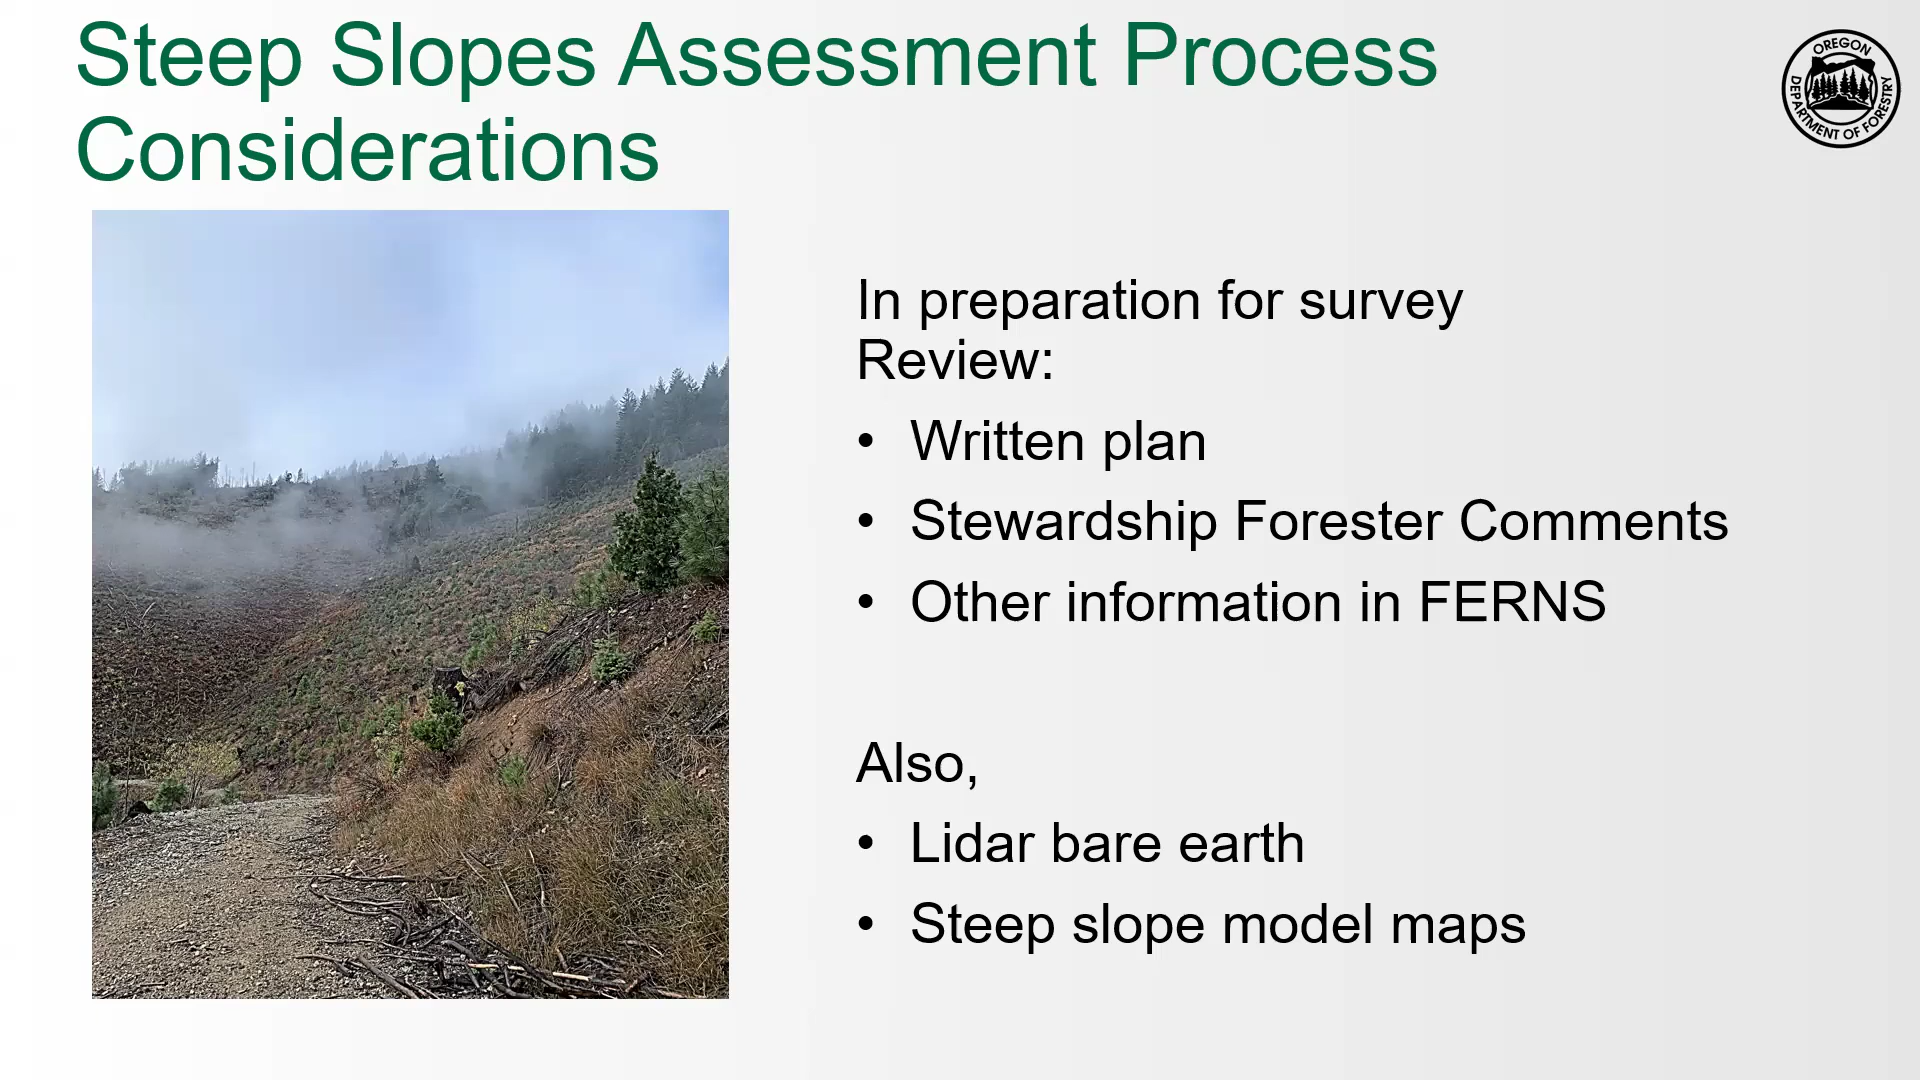 Steep Slopes Assessment Process
Considerations
OREGON
DEPARTMENT OF FORESTRY
In preparation for survey
Review:
• Written plan
• Stewardship Forester Comments
• Other information in FERNS
Also,
• Lidar bare earth
• Steep slope model maps